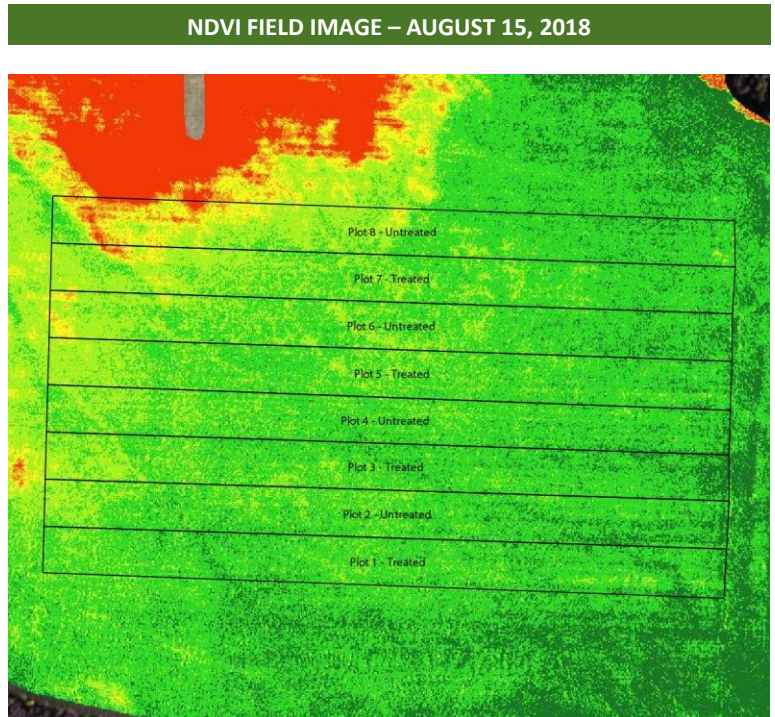 NDVI FIELD IMAGE – AUGUST 15, 2018
Plot 8 - Untreated
Plot 7 - Treated
Plot 6 - Untreated
Plot 5 - Treated
Plot 4 - Untreated
Plot 3 - Treated
Plot 2 - Untreated
Plot 1 - Treated